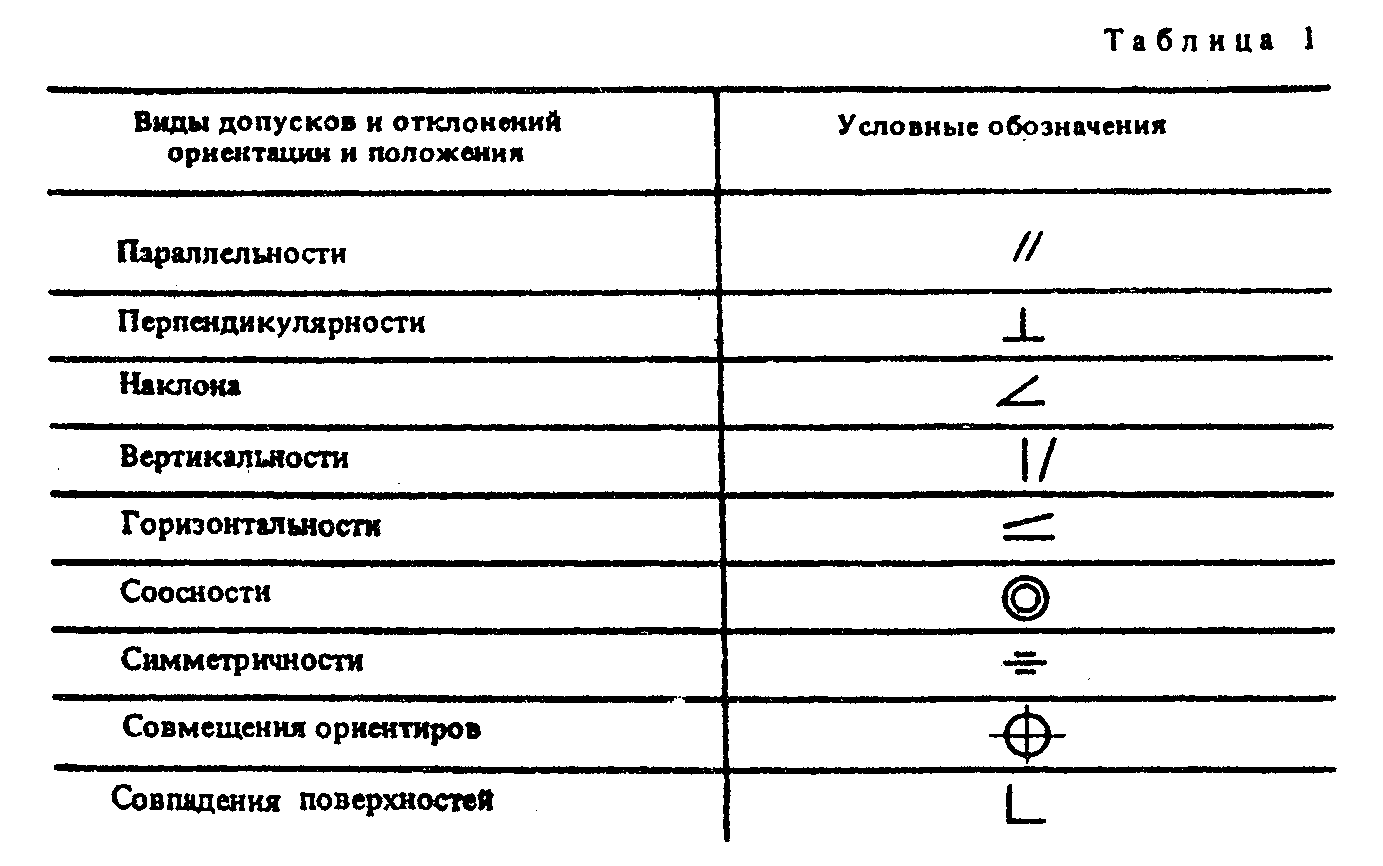 Таблица 1
Виды допусков и отклонений
ориентации и положения
Условные обозначения
Параллельности //
Перпендикулярности ⊥
Наклона ∠
Вертикальности
Горизонтальности
Соосности ◎
Симметричности
Совмещения ориентиров ⌖
Совпадения поверхностей